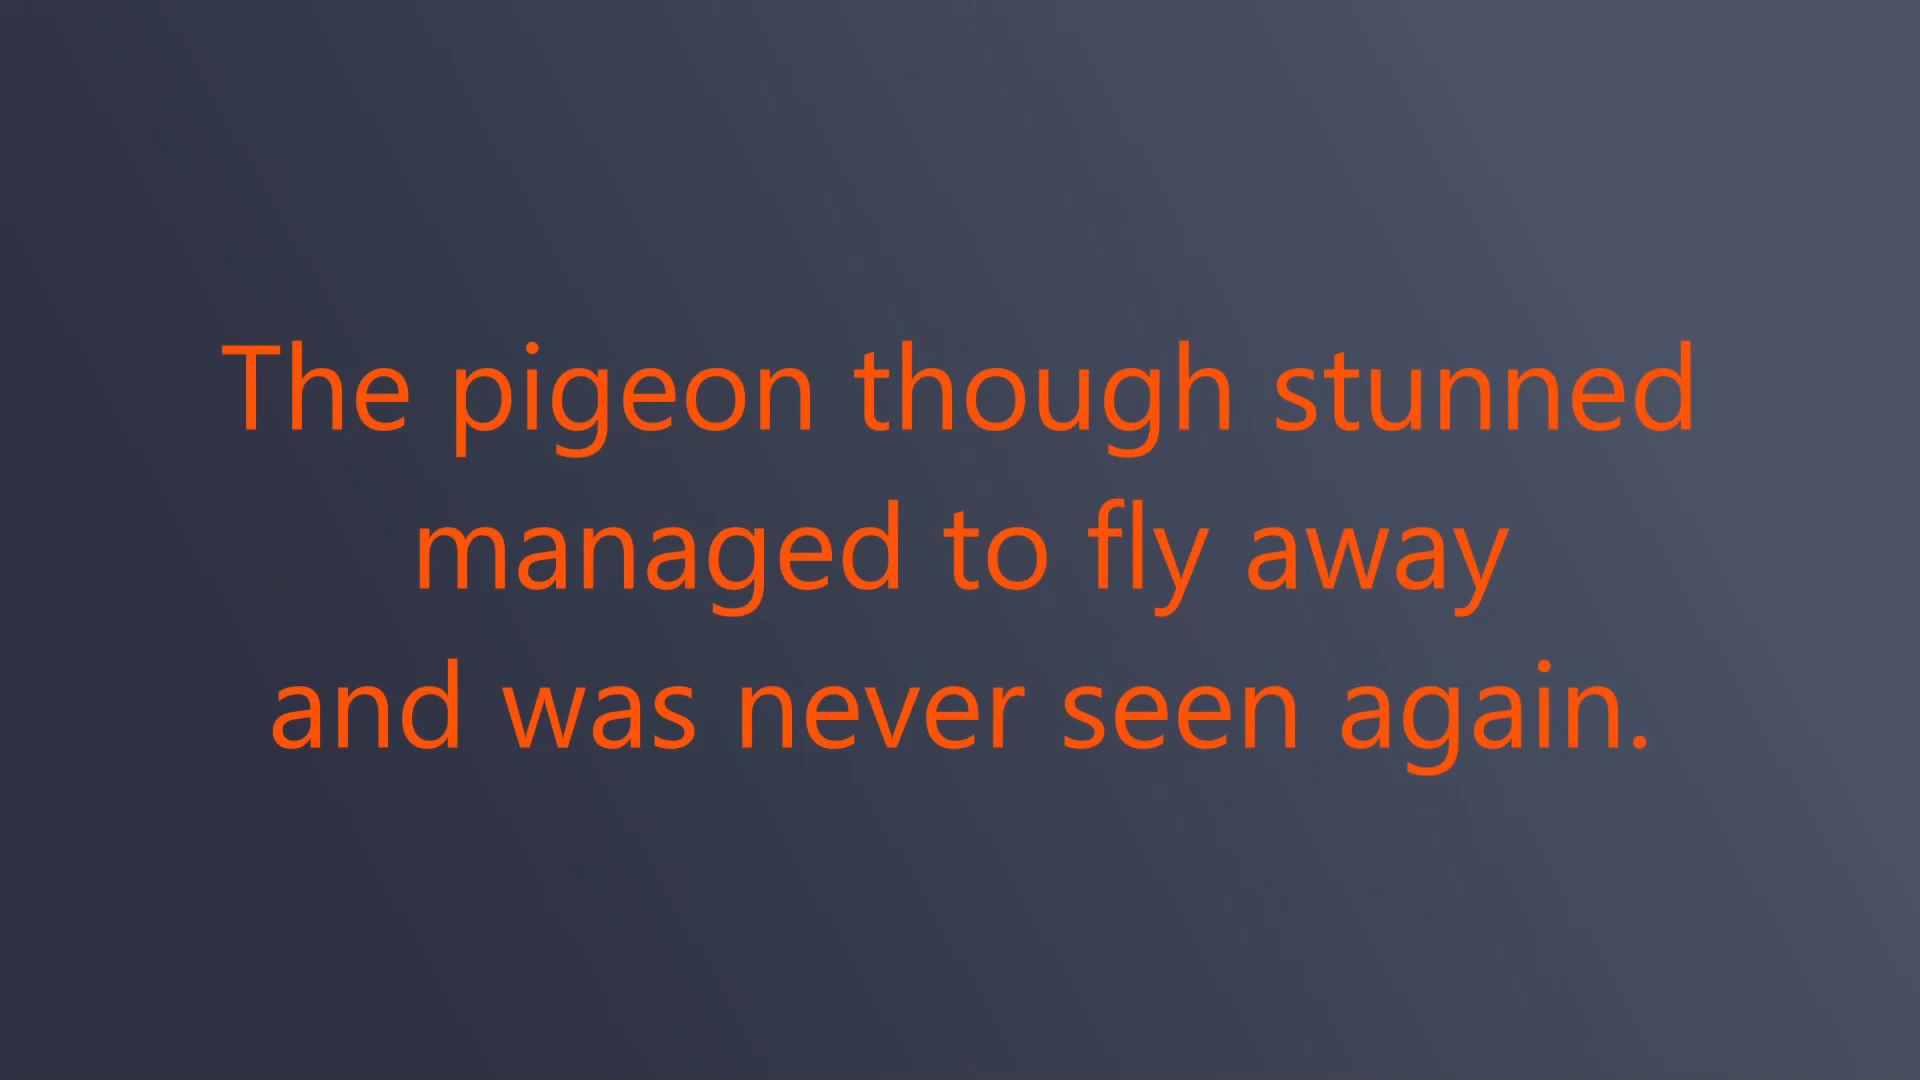 The pigeon though stunned
managed to fly away
and was never seen again.